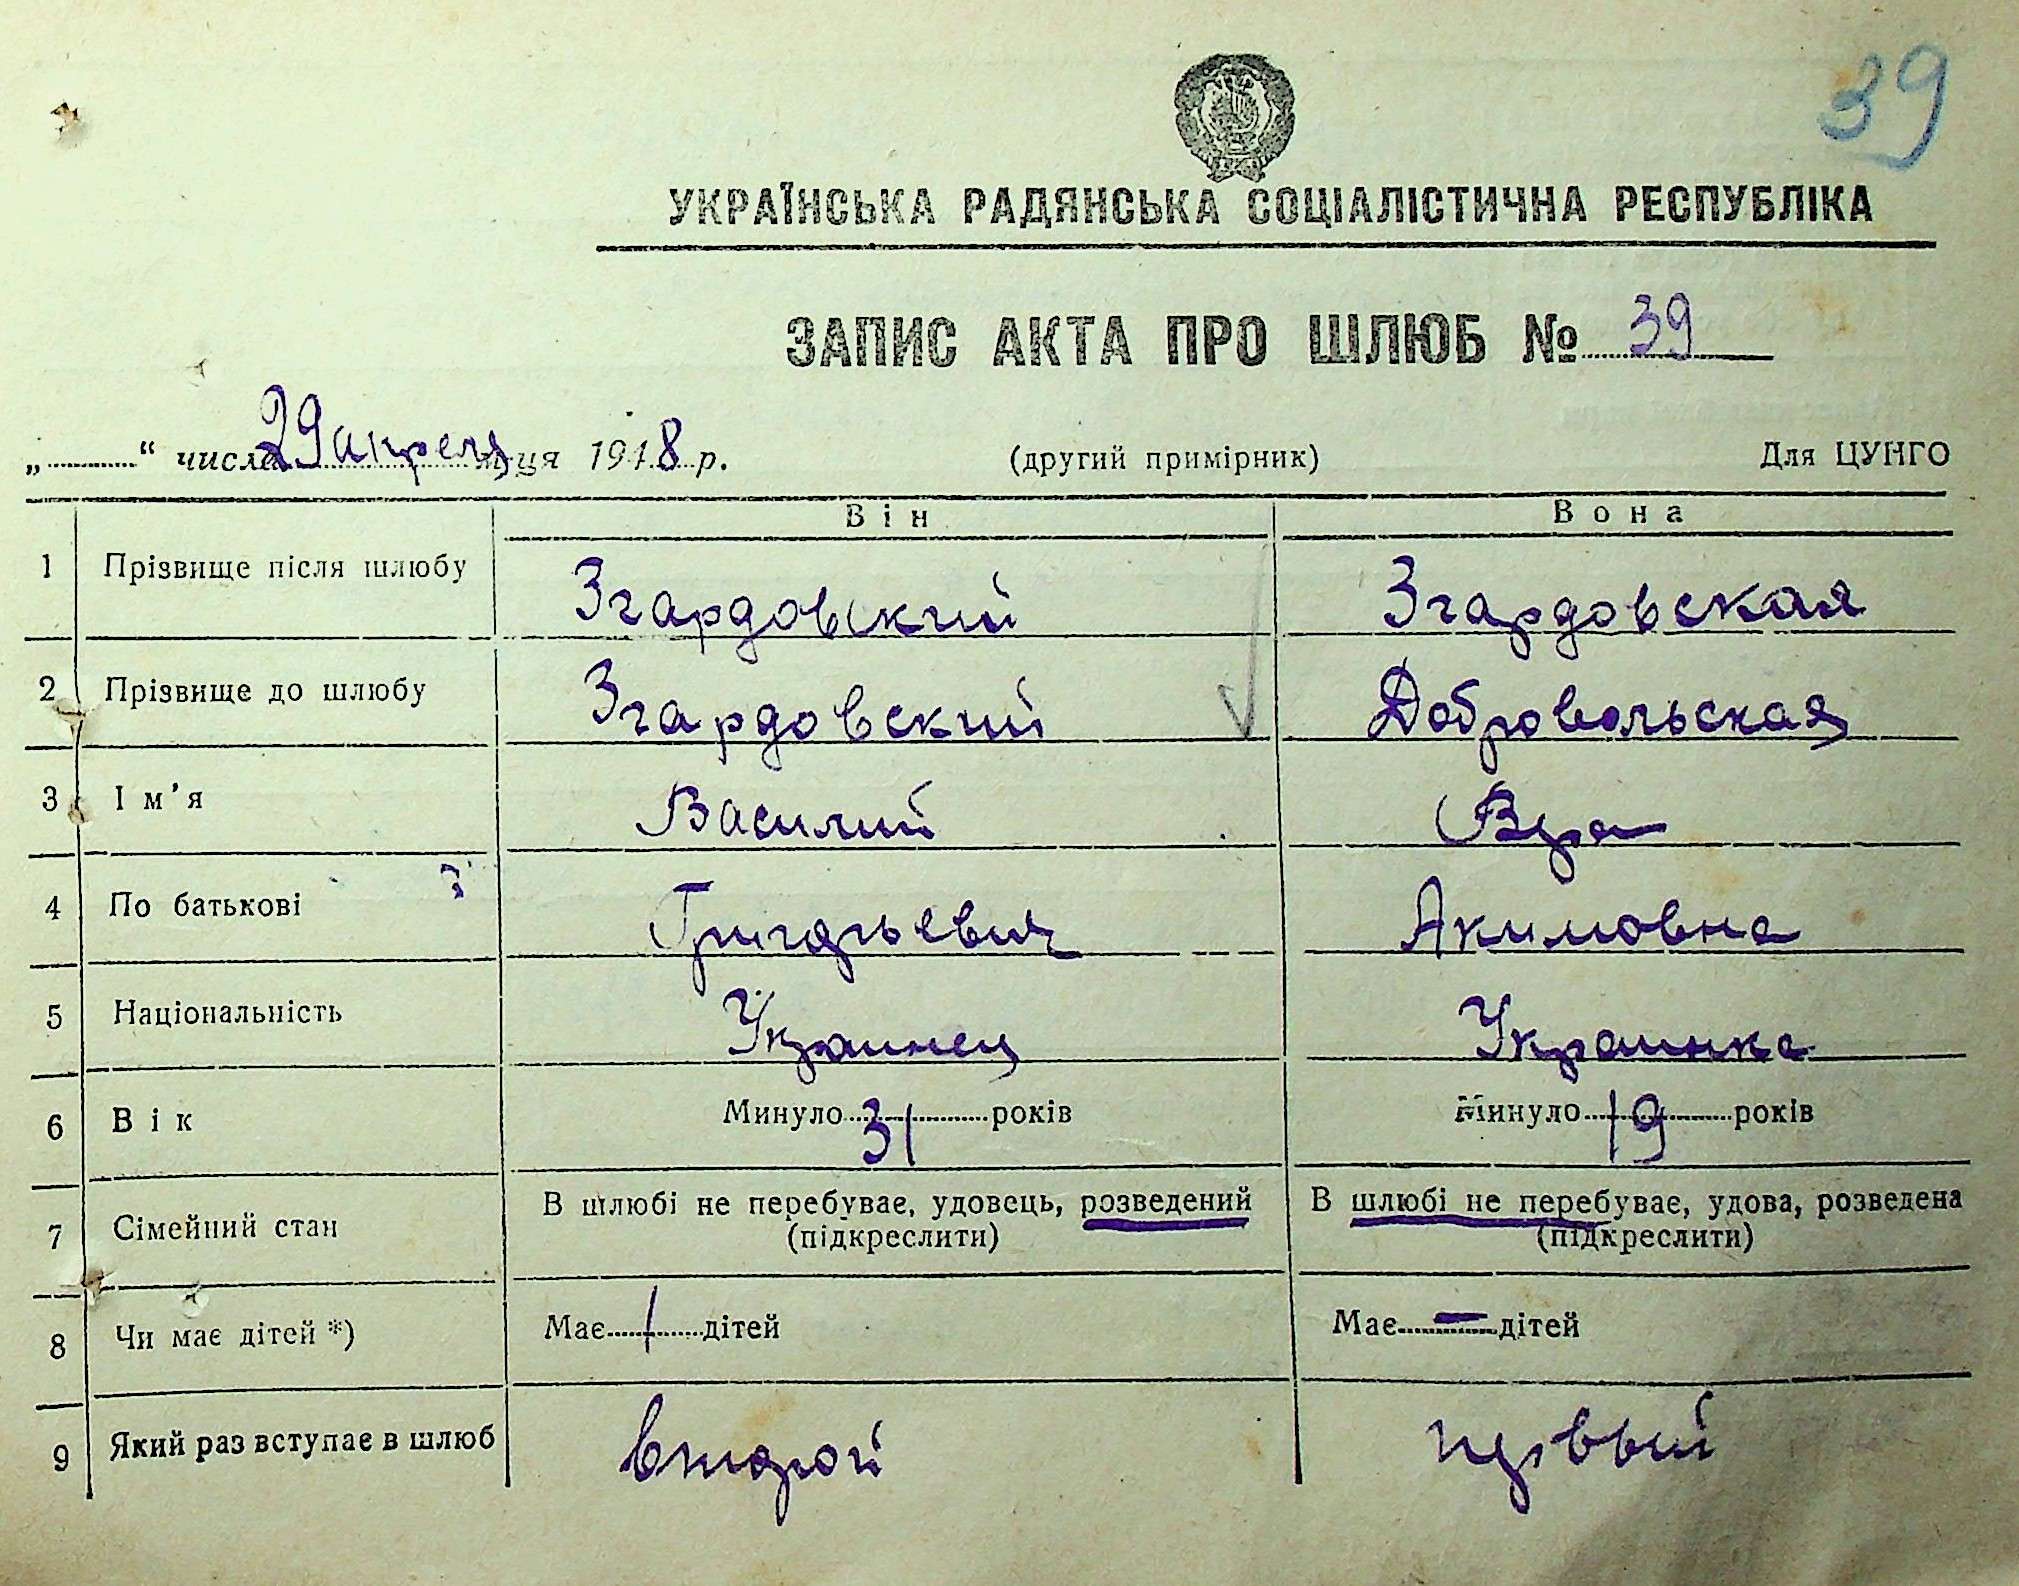 39
УКРАЇНСЬКА РАДЯНСЬКА СОЦІАЛІСТИЧНА РЕСПУБЛІКА
ЗАПИС АКТА ПРО ШЛЮБ № 39
„ “ числа 29 апреля м-ця 1948 р. (другий примірник) Для ЦУНГО
Він Вона
1 Прізвище після шлюбу Згардовский Згардовская
2 Прізвище до шлюбу Згардовский Добровольская
3 Ім'я Василий Вера
4 По батькові Григорьевич Акимовна
5 Національність Украинец Украинка
6 Вік Минуло 31 років Минуло 19 років
7 Сімейний стан В шлюбі не перебуває, удовець, розведений В шлюбі не перебуває, удова, розведена
(підкреслити) (підкреслити)
8 Чи має дітей *) Має 1 дітей Має — дітей
9 Який раз вступає в шлюб второй первый